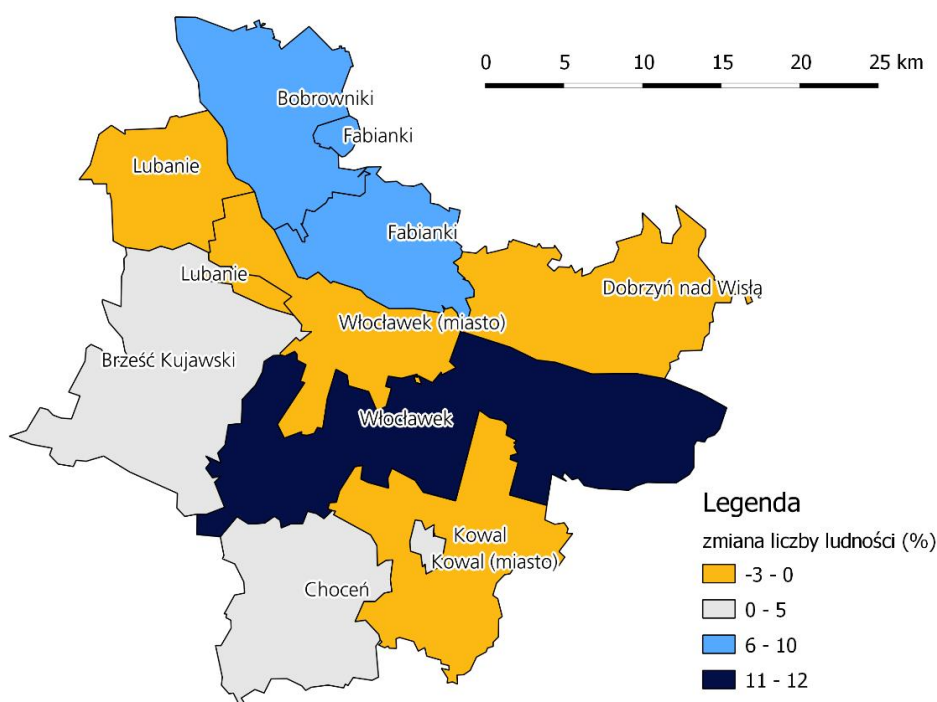 0 5 10 15 20 25 km
Bobrowniki
Fabianki
Lubanie
Fabianki
Lubanie
Dobrzyń nad Wisłą
Włocławek (miasto)
Brześć Kujawski
Włocławek
Kowal
Kowal (miasto)
Choceń
Legenda
zmiana liczby ludności (%)
-3 - 0
0 - 5
6 - 10
11 - 12